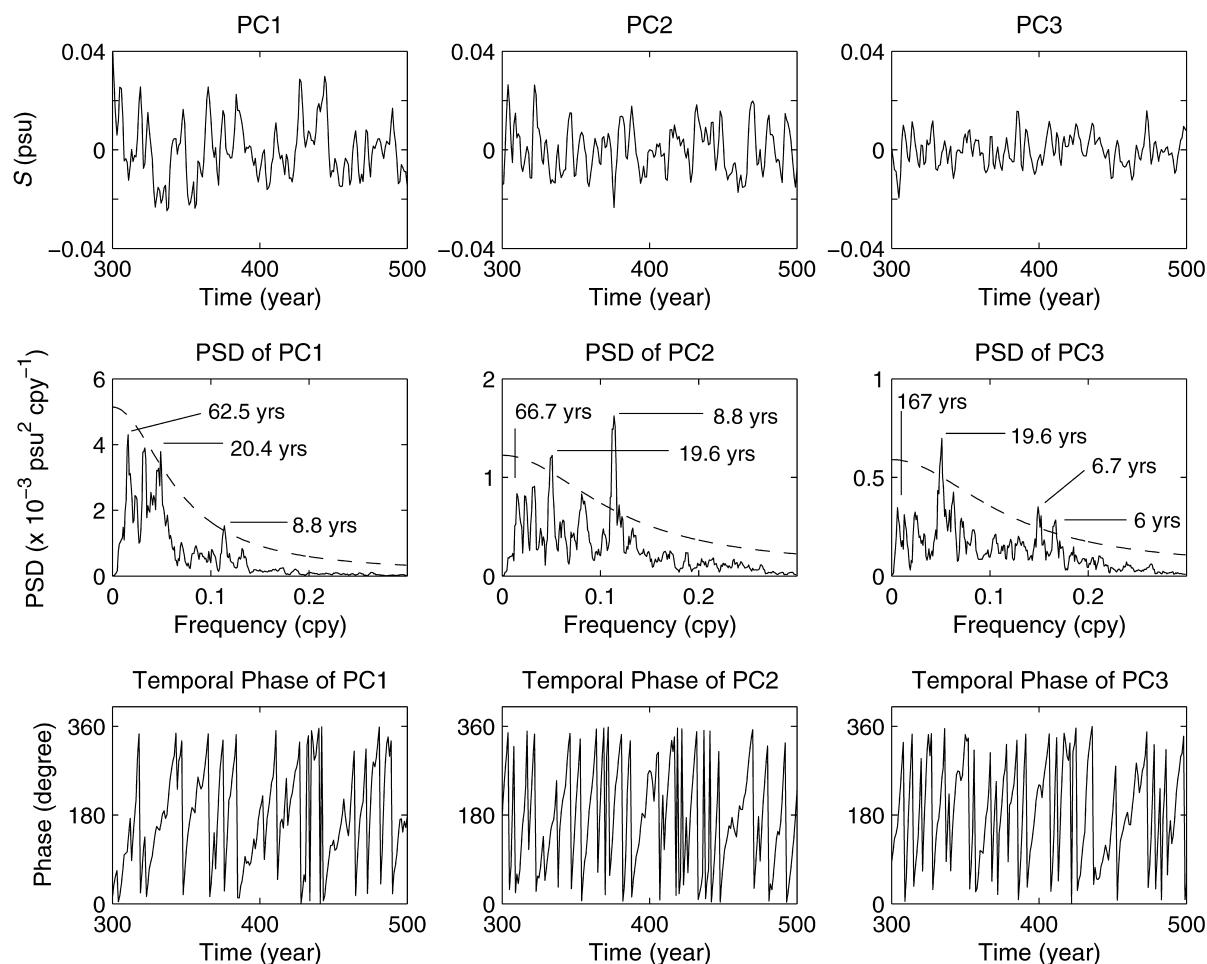 PC1
PC2
PC3
0.04
0
−0.04
S (psu)
300
400
500
Time (year)
0.04
0
−0.04
300
400
500
Time (year)
0.04
0
−0.04
300
400
500
Time (year)
PSD of PC1
PSD of PC2
PSD of PC3
PSD (x 10⁻³ psu² cpy⁻¹)
6
4
2
0
62.5 yrs
20.4 yrs
8.8 yrs
0
0.1
0.2
Frequency (cpy)
2
1
0
66.7 yrs
8.8 yrs
19.6 yrs
0
0.1
0.2
Frequency (cpy)
1
0.5
0
167 yrs
19.6 yrs
6.7 yrs
6 yrs
0
0.1
0.2
Frequency (cpy)
Temporal Phase of PC1
Temporal Phase of PC2
Temporal Phase of PC3
Phase (degree)
360
180
0
300
400
500
Time (year)
360
180
0
300
400
500
Time (year)
360
180
0
300
400
500
Time (year)